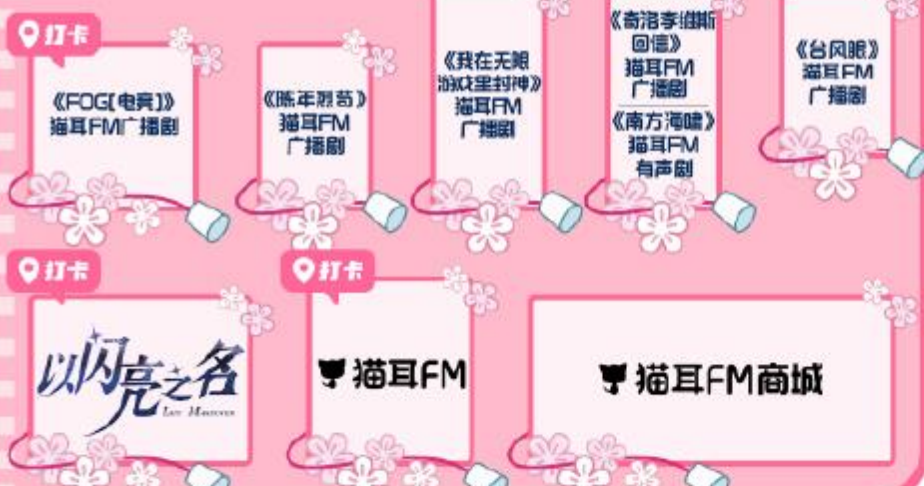 打卡
《FOG[电竞]》
猫耳FM广播剧
《陈年烈苟》
猫耳FM
广播剧
《我在无限
游戏里封神》
猫耳FM
广播剧
《奇洛李维斯
回信》
猫耳FM
广播剧
《南方海啸》
猫耳FM
有声剧
《台风眼》
猫耳FM
广播剧
打卡
以闪亮之名
打卡
猫耳FM
猫耳FM商城